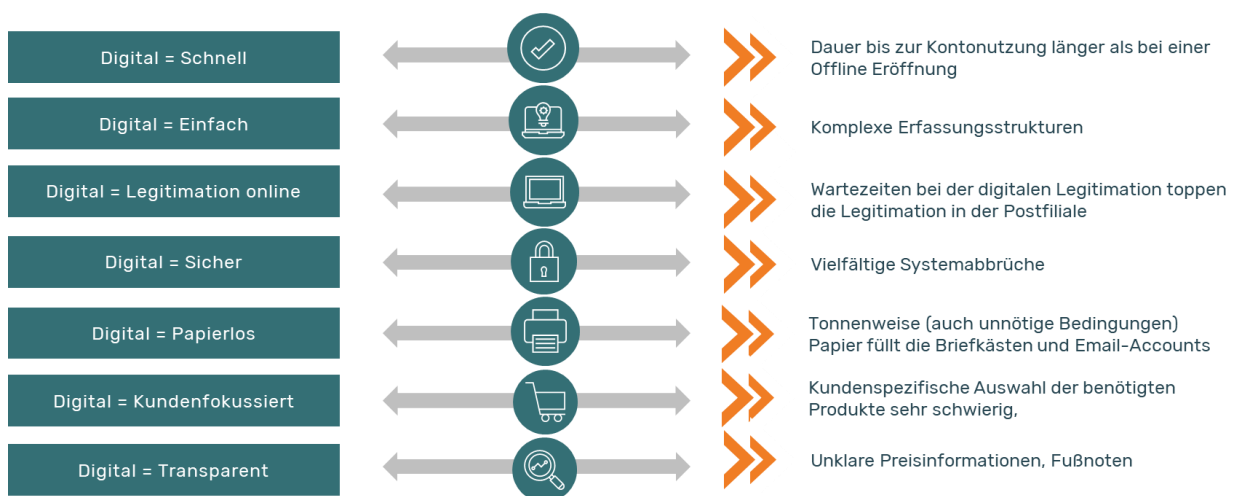 Digital = Schnell
Dauer bis zur Kontonutzung länger als bei einer
Offline Eröffnung
Digital = Einfach
Komplexe Erfassungsstrukturen
Digital = Legitimation online
Wartezeiten bei der digitalen Legitimation toppen
die Legitimation in der Postfiliale
Digital = Sicher
Vielfältige Systemabbrüche
Digital = Papierlos
Tonnenweise (auch unnötige Bedingungen)
Papier füllt die Briefkästen und Email-Accounts
Digital = Kundenfokussiert
Kundenspezifische Auswahl der benötigten
Produkte sehr schwierig,
Digital = Transparent
Unklare Preisinformationen, Fußnoten